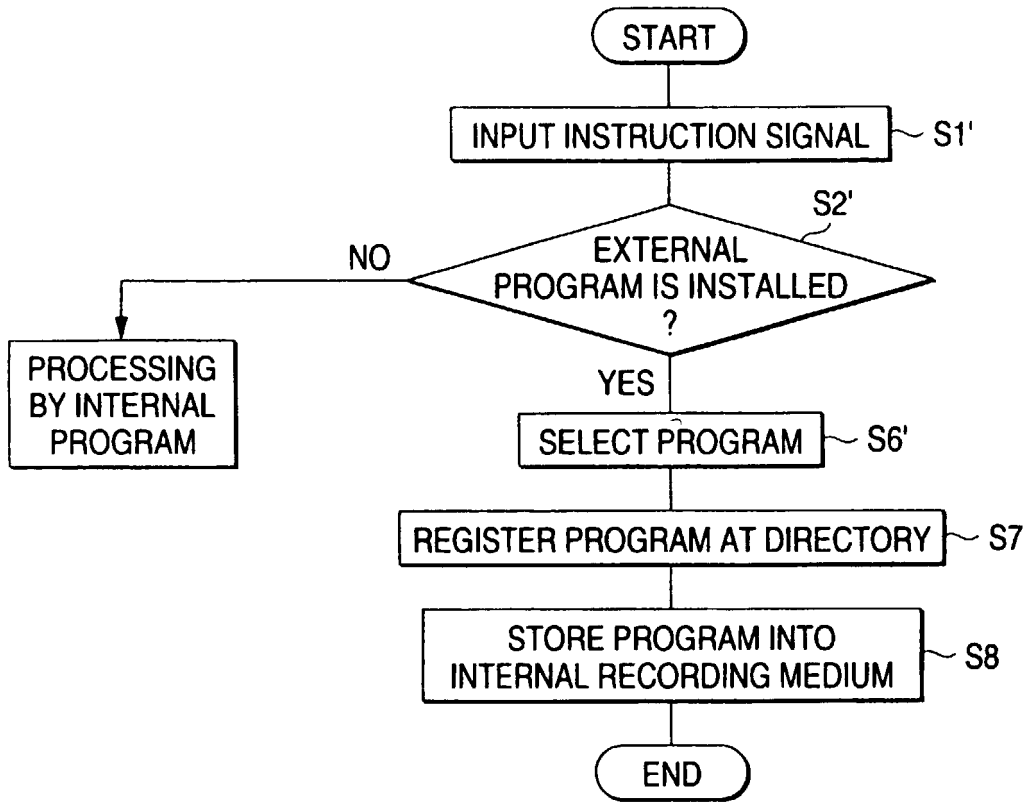 START
INPUT INSTRUCTION SIGNAL
S1'
S2'
EXTERNAL
PROGRAM IS INSTALLED
?
NO
YES
PROCESSING
BY INTERNAL
PROGRAM
SELECT PROGRAM
S6'
REGISTER PROGRAM AT DIRECTORY
S7
STORE PROGRAM INTO
INTERNAL RECORDING MEDIUM
S8
END